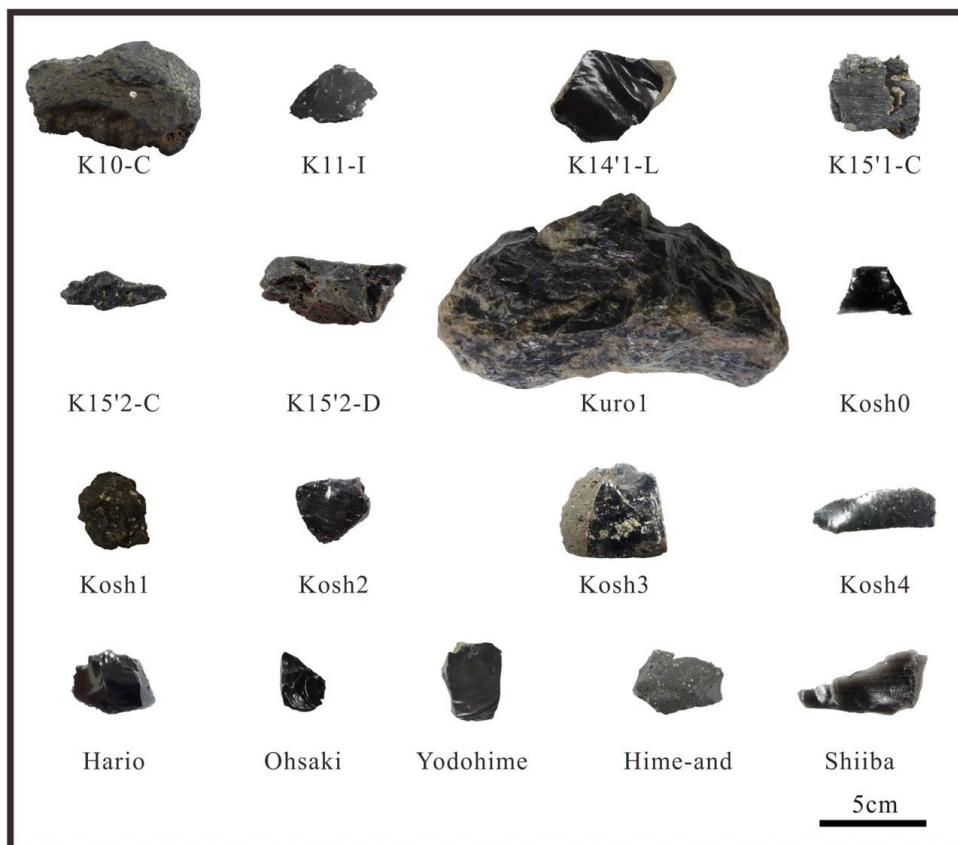 K10-C K11-I K14'1-L K15'1-C
K15'2-C K15'2-D Kuro1 Kosh0
Kosh1 Kosh2 Kosh3 Kosh4
Hario Ohsaki Yodohime Hime-and Shiiba
5cm